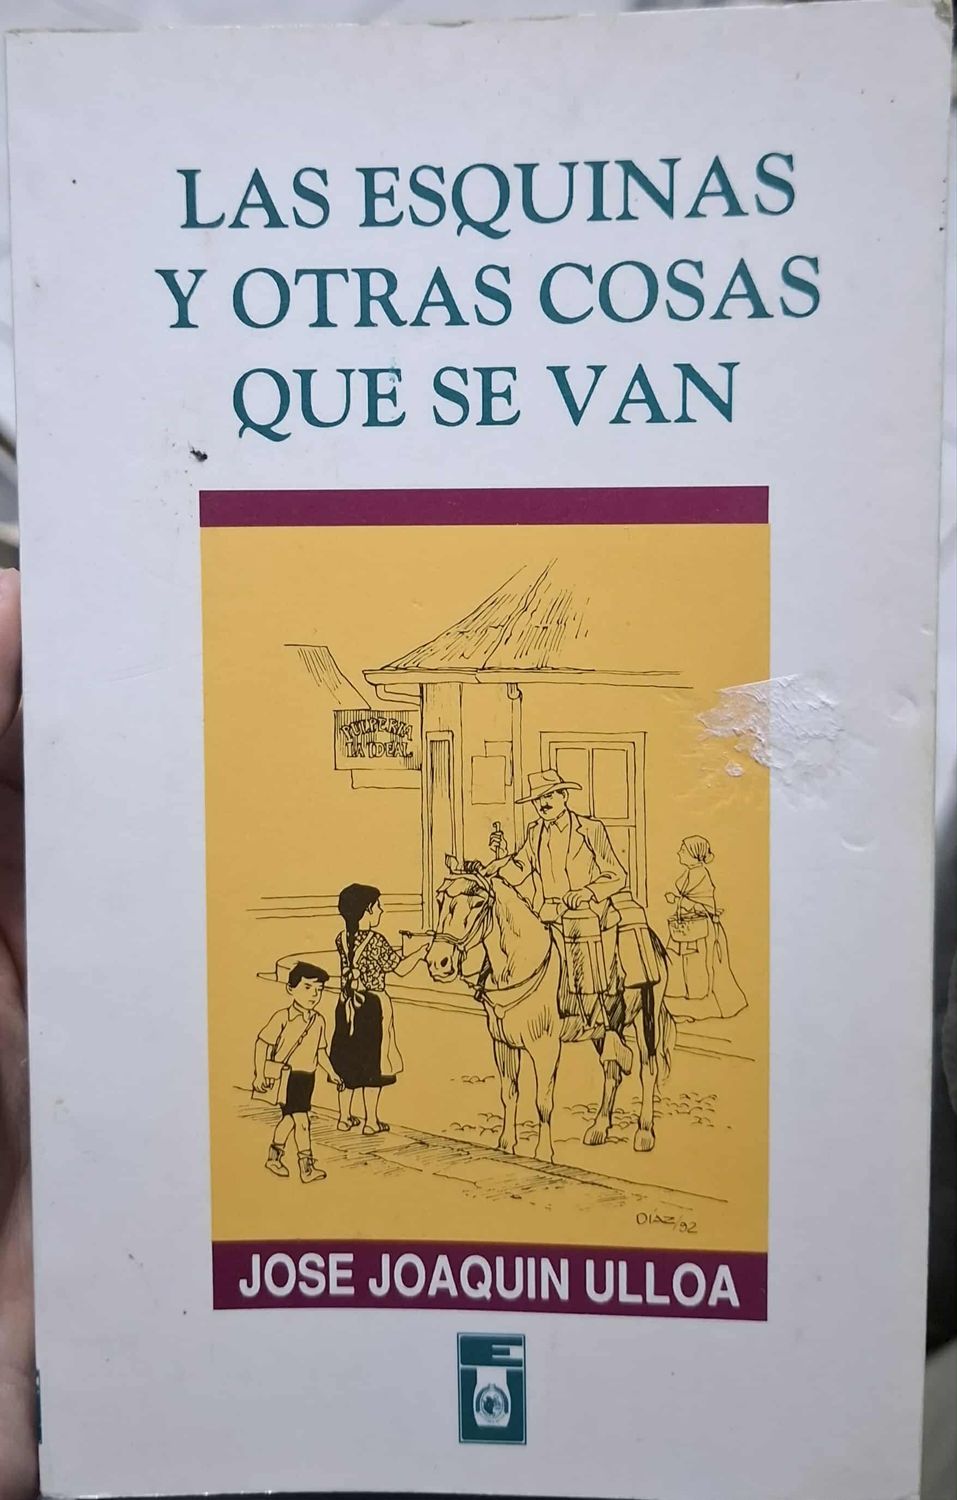 LAS ESQUINAS
Y OTRAS COSAS
QUE SE VAN
PULPERIA
LA IDEAL
DIAZ/92
JOSE JOAQUIN ULLOA
E